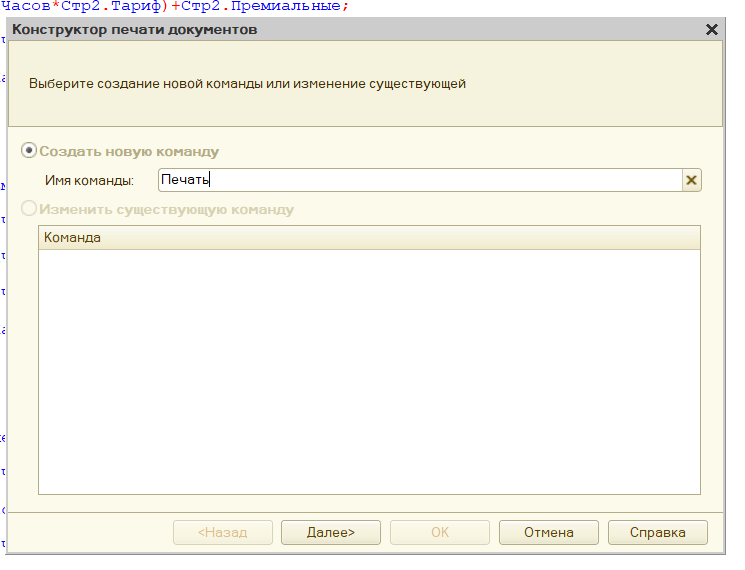 Часов*Стр2.Тариф)+Стр2.Премиальные;
Конструктор печати документов
Выберите создание новой команды или изменение существующей
Создать новую команду
Имя команды: Печать
Изменить существующую команду
Команда
<Назад Далее> OK Отмена Справка